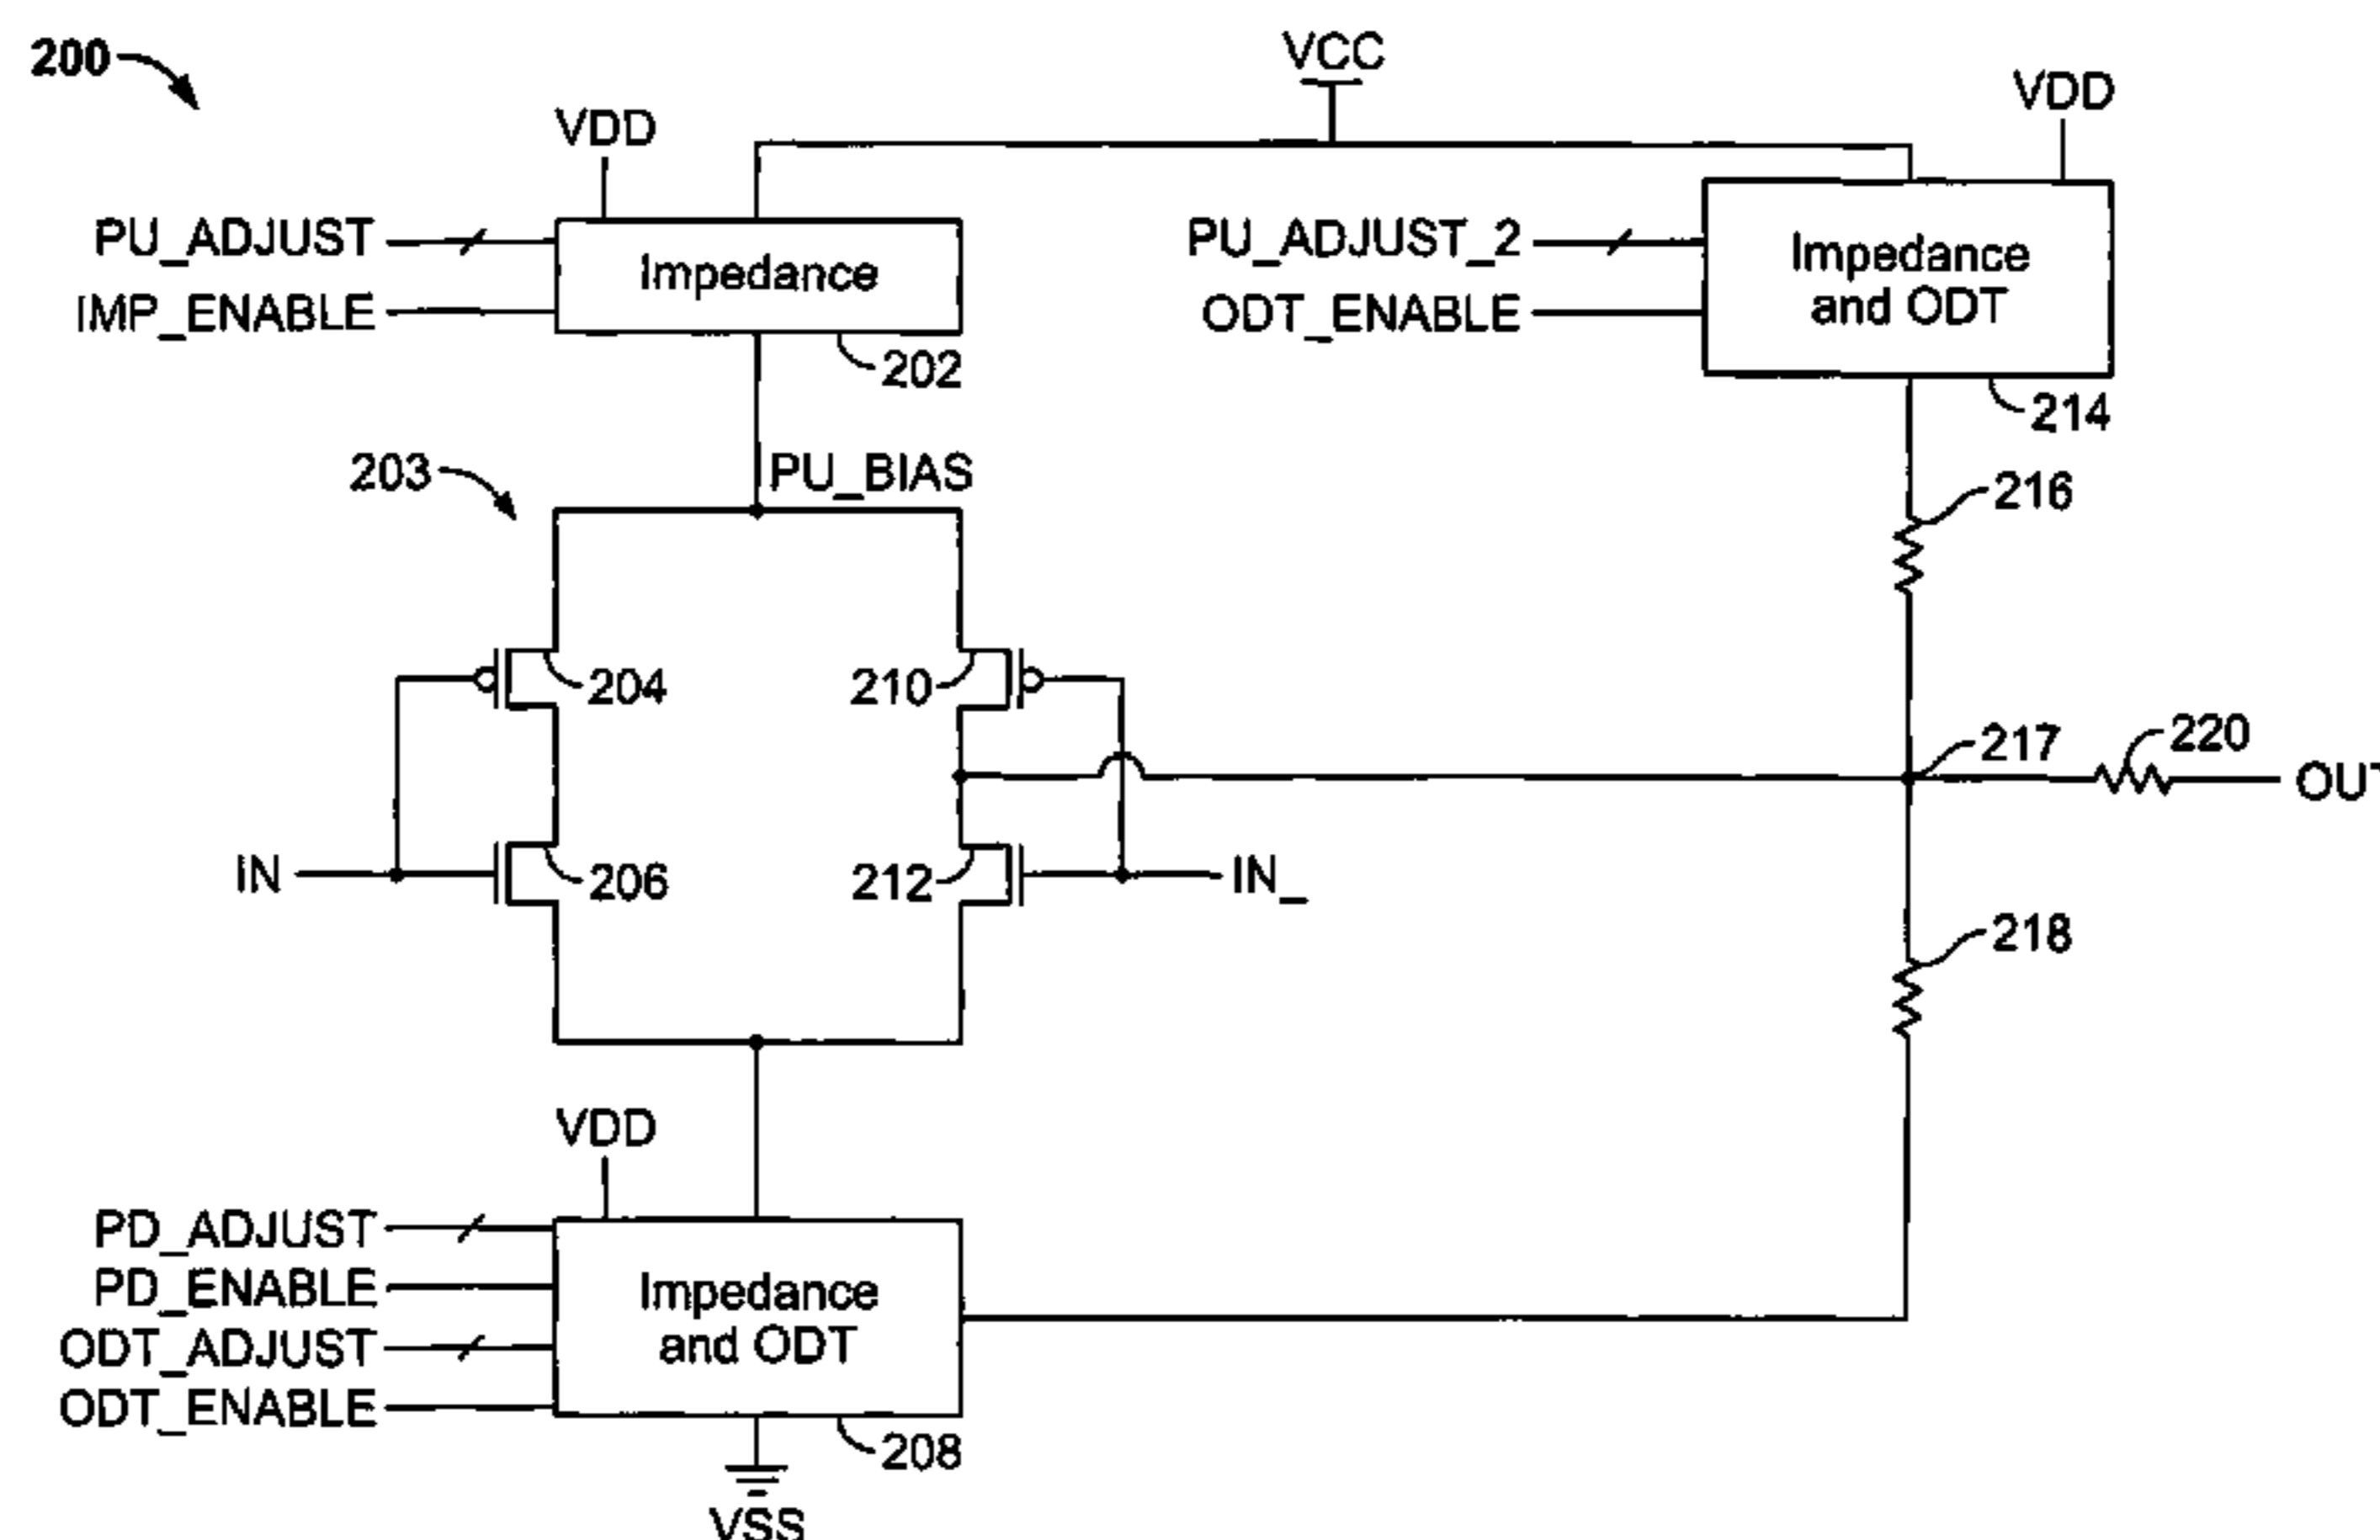 200
VCC
VDD
VDD
PU_ADJUST
IMP_ENABLE
Impedance
202
PU_ADJUST_2
ODT_ENABLE
Impedance
and ODT
214
203
PU_BIAS
216
204
210
217
220
OUT
IN
206
212
IN_
218
VDD
PD_ADJUST
PD_ENABLE
ODT_ADJUST
ODT_ENABLE
Impedance
and ODT
208
VSS